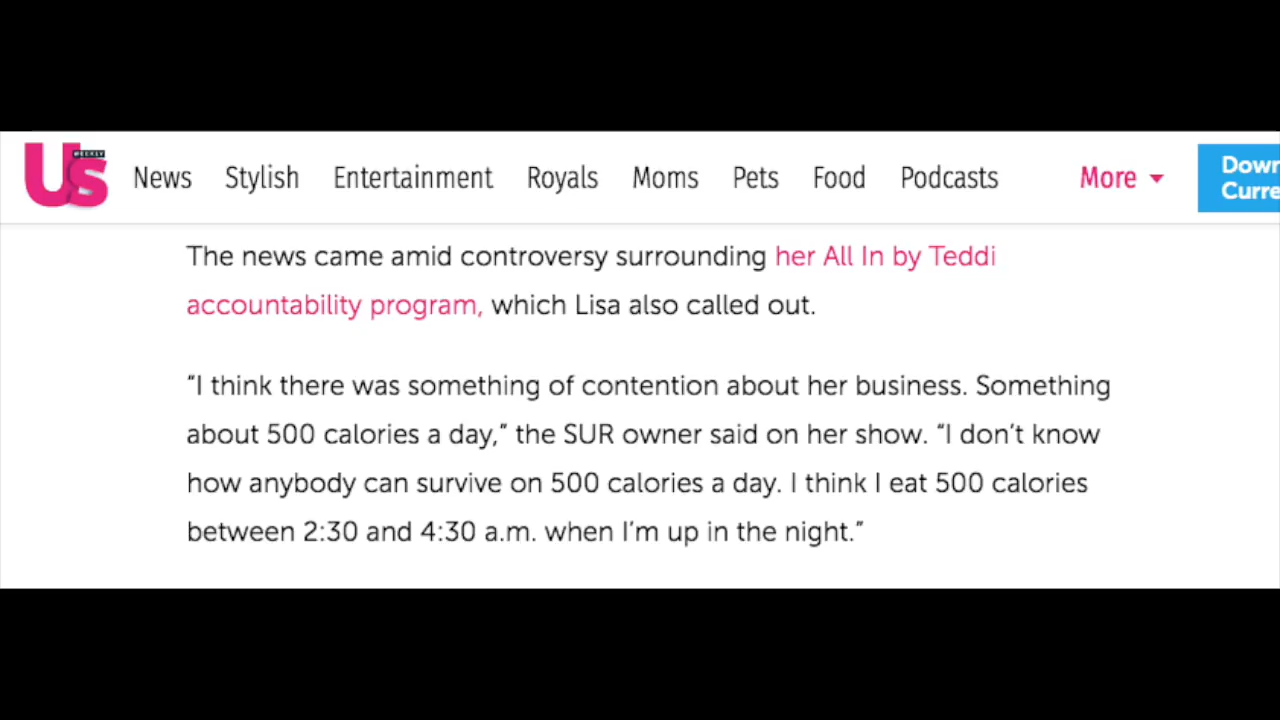 Us WEEKLY News Stylish Entertainment Royals Moms Pets Food Podcasts More Down
Curre
The news came amid controversy surrounding her All In by Teddi
accountability program, which Lisa also called out.
“I think there was something of contention about her business. Something
about 500 calories a day,” the SUR owner said on her show. “I don’t know
how anybody can survive on 500 calories a day. I think I eat 500 calories
between 2:30 and 4:30 a.m. when I’m up in the night.”